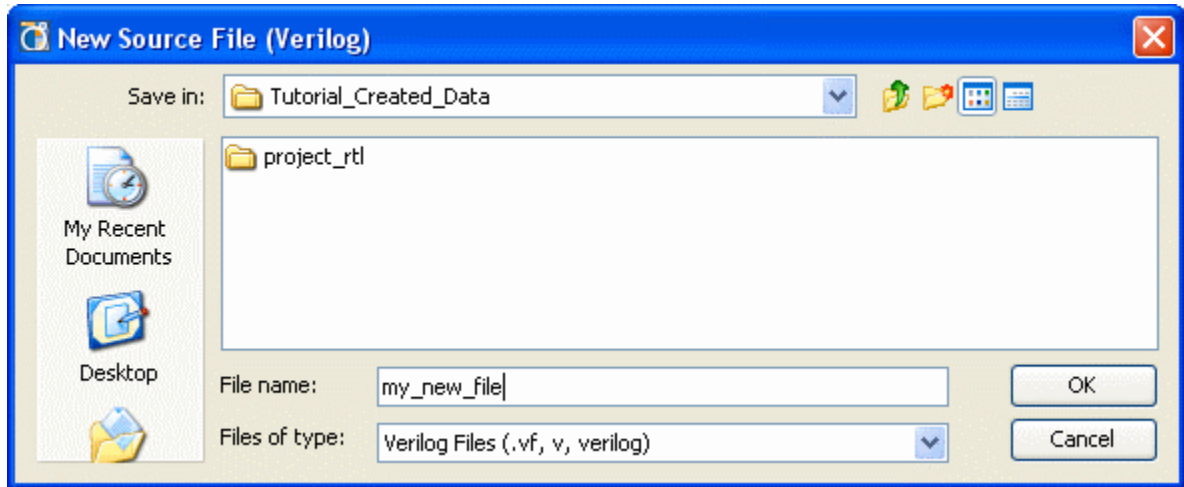 New Source File (Verilog)
Save in: Tutorial_Created_Data
project_rtl
My Recent
Documents
Desktop
File name: my_new_file OK
Files of type: Verilog Files (.vf, v, verilog) Cancel